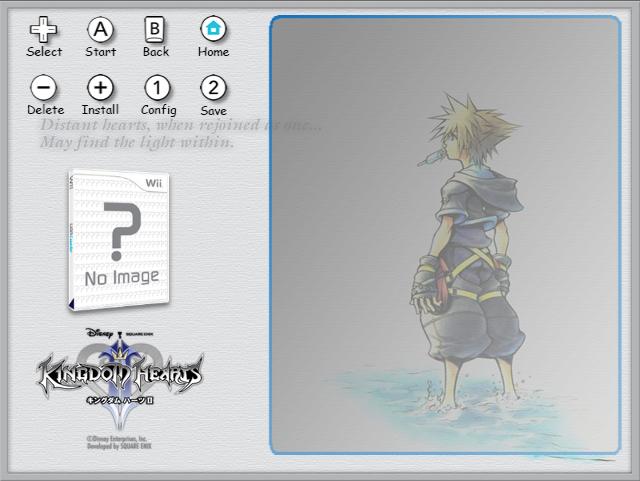 Select A Start B Back Home
Delete Install 1 Config 2 Save
Distant hearts, when rejoined as one...
May find the light within.
Wii
?
No Image
Disney SQUARE ENIX
KINGDOM HEARTS
キングダム ハーツ II
(C)Disney Enterprises, Inc.
Developed by SQUARE ENIX